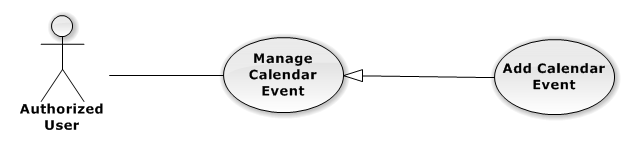 Authorized
User
Manage
Calendar
Event
Add Calendar
Event